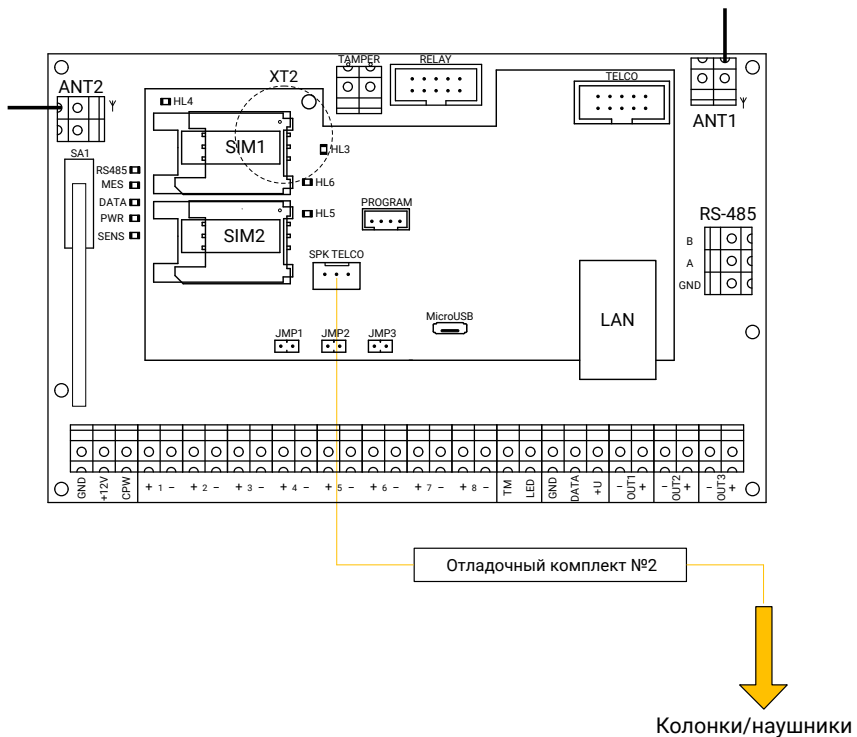 TAMPER
RELAY
XT2
TELCO
ANT2
HL4
ANT1
SIM1
HL3
SA1
RS485
MES
DATA
PWR
SENS
HL6
PROGRAM
HL5
SIM2
RS-485
B
A
GND
SPK TELCO
MicroUSB
LAN
JMP1
JMP2
JMP3
GND
+12V
CPW
+ 1 −
+ 2 −
+ 3 −
+ 4 −
+ 5 −
+ 6 −
+ 7 −
+ 8 −
TM
LED
GND
DATA
+U
− OUT1 +
− OUT2 +
− OUT3 +
Отладочный комплект №2
Колонки/наушники